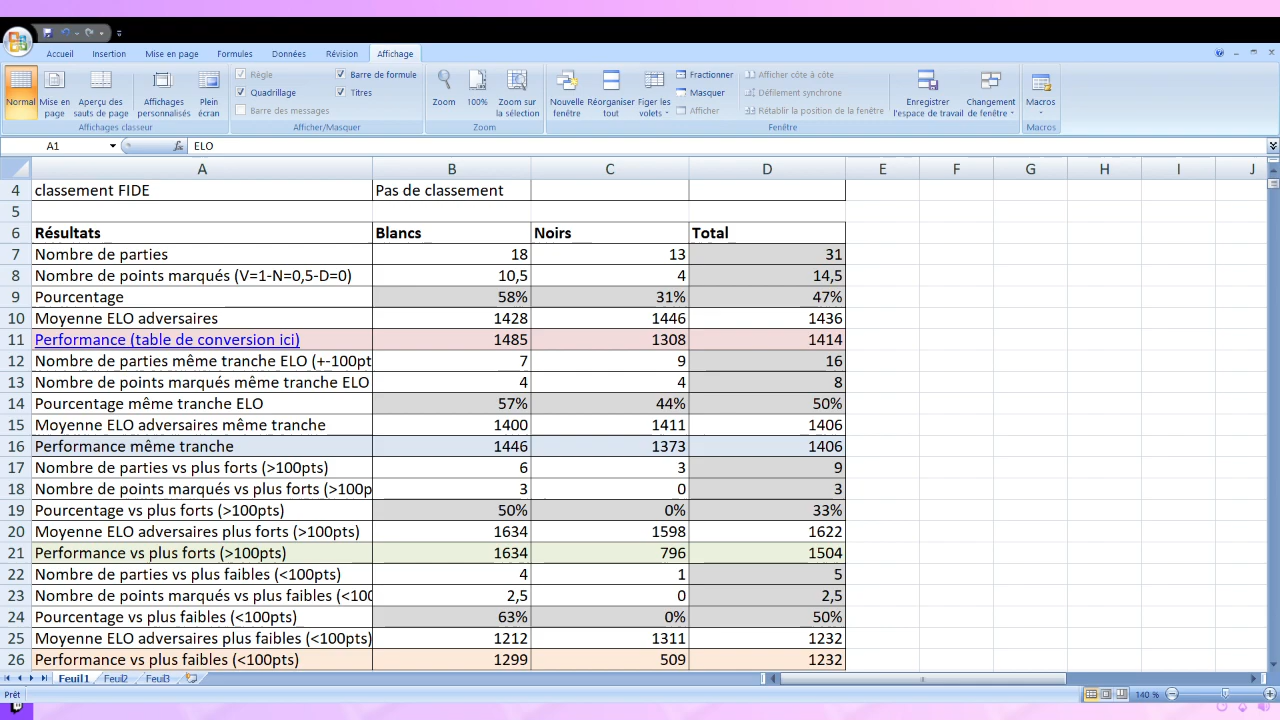 Accueil Insertion Mise en page Formules Données Révision Affichage
Normal Mise en page Aperçu des sauts de page Affichages personnalisés Plein écran
Règle Barre de formule
Quadrillage Titres
Barre des messages
Zoom 100% Zoom sur la sélection
Nouvelle fenêtre Réorganiser tout Figer les volets
Fractionner Afficher côte à côte
Masquer Défilement synchrone
Afficher Rétablir la position de la fenêtre
Enregistrer l'espace de travail Changement de fenêtre Macros
Affichages classeur Afficher/Masquer Zoom Fenêtre Macros
A1 fx ELO
A B C D E F G H I J
4 classement FIDE Pas de classement
5
6 Résultats Blancs Noirs Total
7 Nombre de parties 18 13 31
8 Nombre de points marqués (V=1-N=0,5-D=0) 10,5 4 14,5
9 Pourcentage 58% 31% 47%
10 Moyenne ELO adversaires 1428 1446 1436
11 Performance (table de conversion ici) 1485 1308 1414
12 Nombre de parties même tranche ELO (+-100pt 7 9 16
13 Nombre de points marqués même tranche ELO 4 4 8
14 Pourcentage même tranche ELO 57% 44% 50%
15 Moyenne ELO adversaires même tranche 1400 1411 1406
16 Performance même tranche 1446 1373 1406
17 Nombre de parties vs plus forts (>100pts) 6 3 9
18 Nombre de points marqués vs plus forts (>100p 3 0 3
19 Pourcentage vs plus forts (>100pts) 50% 0% 33%
20 Moyenne ELO adversaires plus forts (>100pts) 1634 1598 1622
21 Performance vs plus forts (>100pts) 1634 796 1504
22 Nombre de parties vs plus faibles (<100pts) 4 1 5
23 Nombre de points marqués vs plus faibles (<100 2,5 0 2,5
24 Pourcentage vs plus faibles (<100pts) 63% 0% 50%
25 Moyenne ELO adversaires plus faibles (<100pts) 1212 1311 1232
26 Performance vs plus faibles (<100pts) 1299 509 1232
Feuil1 Feuil2 Feuil3
Prêt 140 %